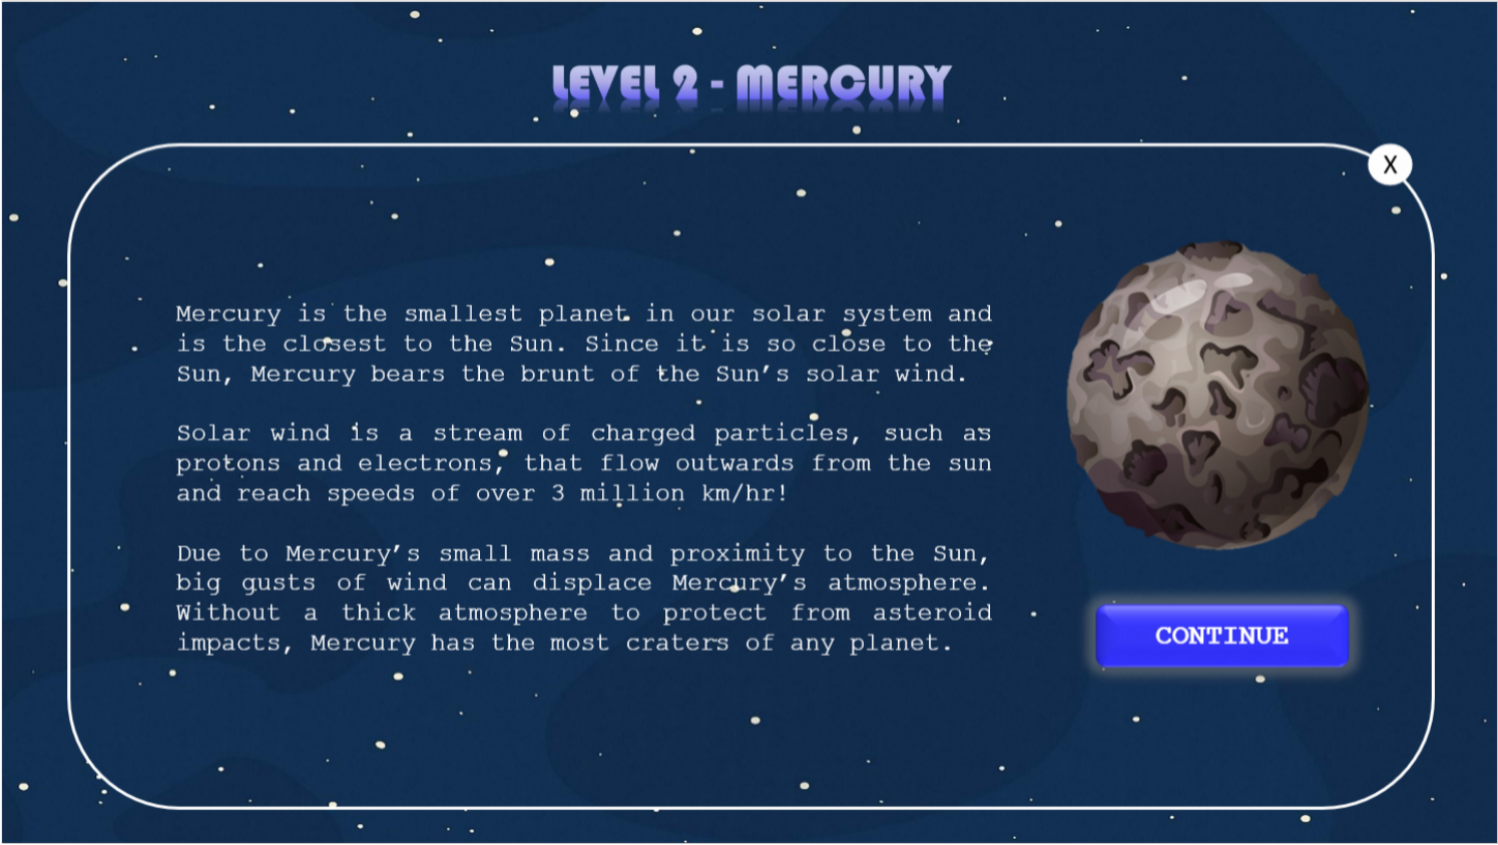 LEVEL 2 - MERCURY
X
Mercury is the smallest planet in our solar system and
is the closest to the Sun. Since it is so close to the
Sun, Mercury bears the brunt of the Sun's solar wind.
Solar wind is a stream of charged particles, such as
protons and electrons, that flow outwards from the sun
and reach speeds of over 3 million km/hr!
Due to Mercury's small mass and proximity to the Sun,
big gusts of wind can displace Mercury's atmosphere.
Without a thick atmosphere to protect from asteroid
impacts, Mercury has the most craters of any planet.
CONTINUE